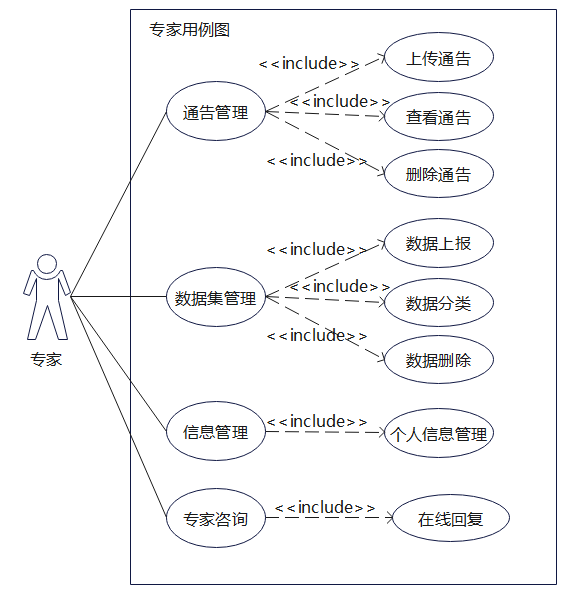 专家用例图
<<include>>
上传通告
<<include>>
通告管理
查看通告
<<include>>
删除通告
<<include>>
数据上报
<<include>>
数据集管理
数据分类
<<include>>
数据删除
专家
<<include>>
信息管理
个人信息管理
<<include>>
专家咨询
在线回复